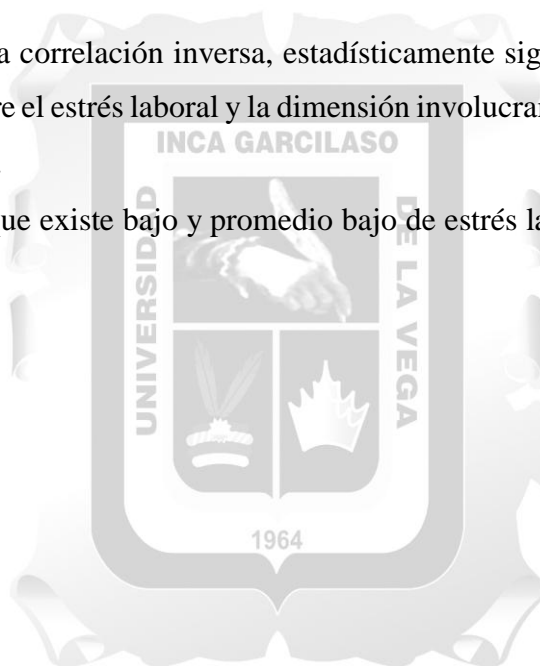 a correlación inversa, estadísticamente sig
re el estrés laboral y la dimensión involucra
INCA GARCILASO
ue existe bajo y promedio bajo de estrés la
UNIVERSIDAD
DE LA VEGA
1964